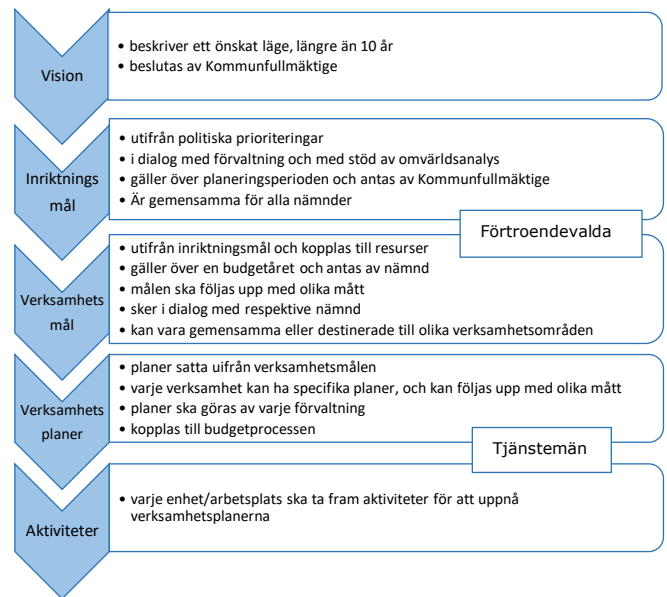 Vision
• beskriver ett önskat läge, längre än 10 år
• beslutas av Kommunfullmäktige
Inriktnings
mål
• utifrån politiska prioriteringar
• i dialog med förvaltning och med stöd av omvärldsanalys
• gäller över planeringsperioden och antas av Kommunfullmäktige
• Är gemensamma för alla nämnder
Förtroendevalda
Verksamhets
mål
• utifrån inriktningsmål och kopplas till resurser
• gäller över en budgetåret och antas av nämnd
• målen ska följas upp med olika mått
• sker i dialog med respektive nämnd
• kan vara gemensamma eller destinerade till olika verksamhetsområden
Verksamhets
planer
• planer satta uifrån verksamhetsmålen
• varje verksamhet kan ha specifika planer, och kan följas upp med olika mått
• planer ska göras av varje förvaltning
• kopplas till budgetprocessen
Tjänstemän
Aktiviteter
• varje enhet/arbetsplats ska ta fram aktiviteter för att uppnå
verksamhetsplanerna